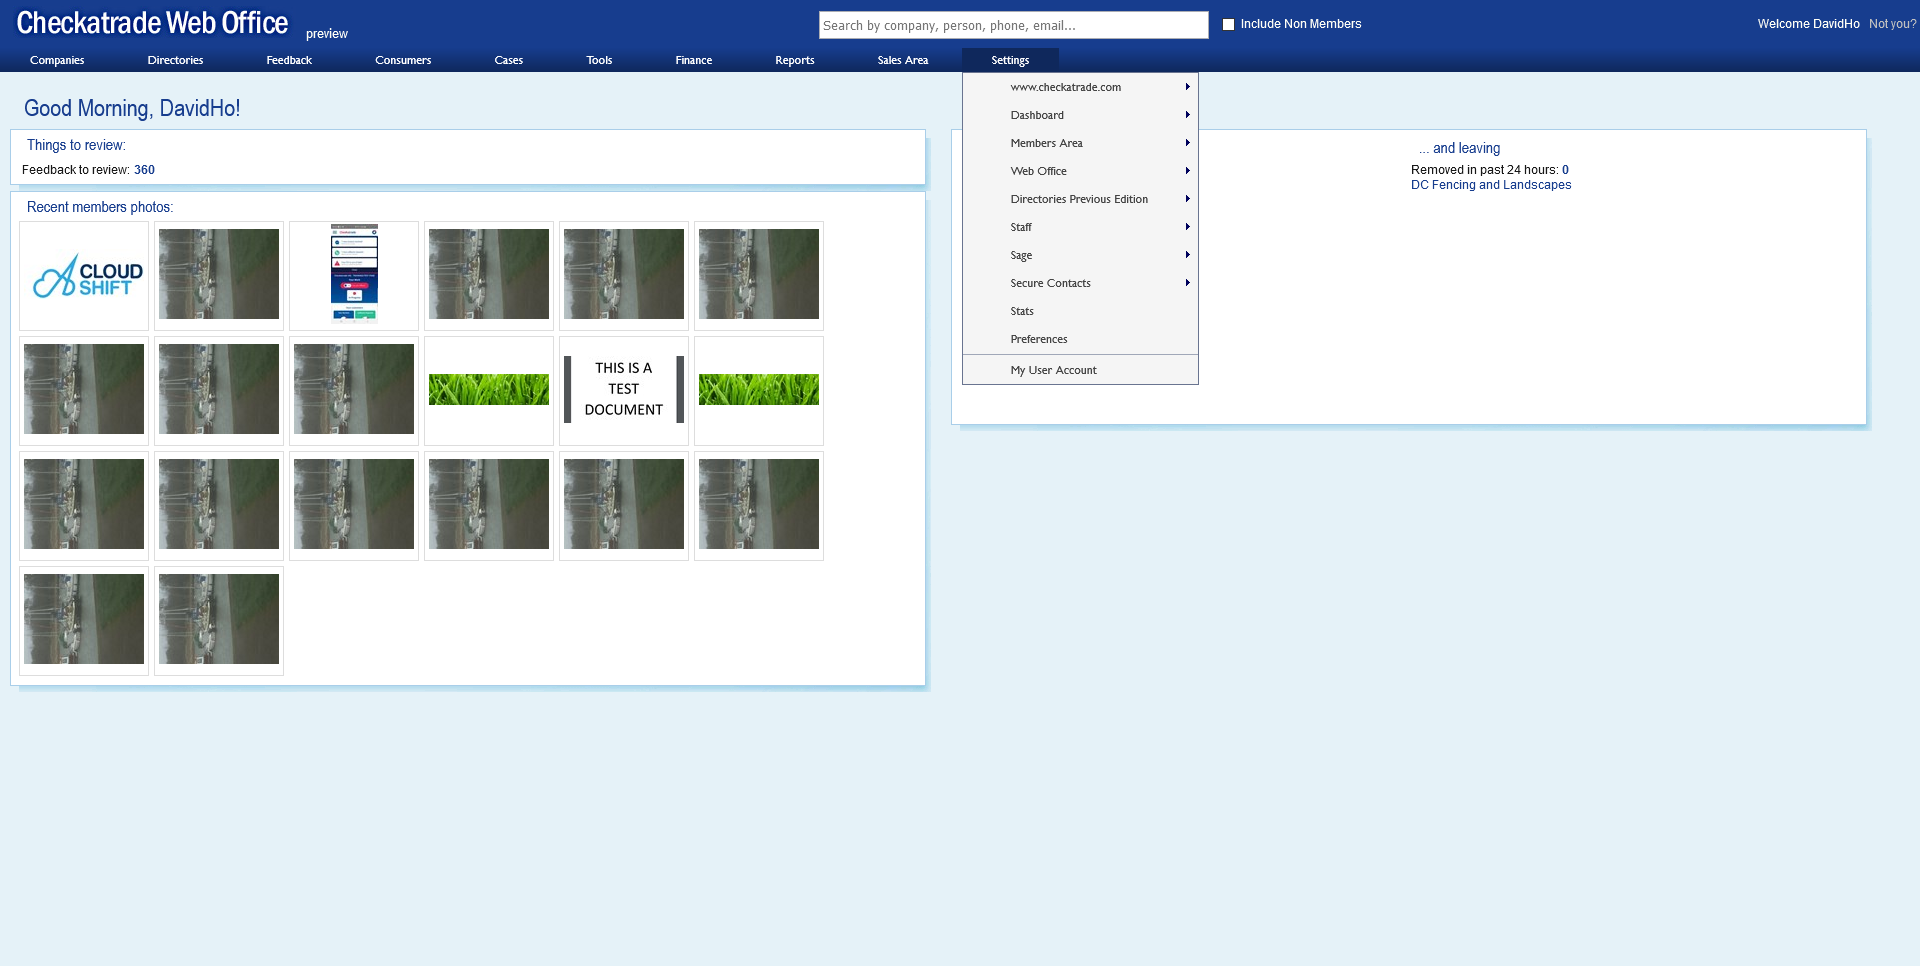 Checkatrade Web Office
preview
Search by company, person, phone, email...
Include Non Members
Welcome DavidHo
Not you?
Companies
Directories
Feedback
Consumers
Cases
Tools
Finance
Reports
Sales Area
Settings
www.checkatrade.com
Dashboard
Members Area
Web Office
Directories Previous Edition
Staff
Sage
Secure Contacts
Stats
Preferences
My User Account
Good Morning, DavidHo!
Things to review:
Feedback to review: 360
Recent members photos:
CLOUD
SHIFT
THIS IS A
TEST
DOCUMENT
... and leaving
Removed in past 24 hours: 0
DC Fencing and Landscapes